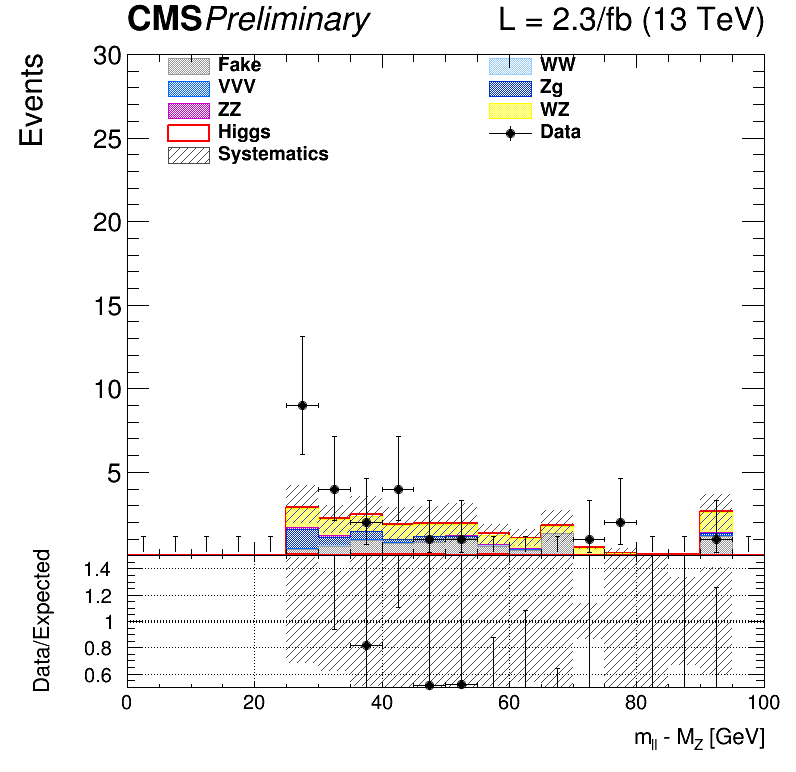 CMS Preliminary L = 2.3/fb (13 TeV)
Events
30
25
20
15
10
5
Fake WW
VVV Zg
ZZ WZ
Higgs Data
Systematics
Data/Expected
1.4
1.2
1
0.8
0.6
0 20 40 60 80 100
m_ll - M_Z [GeV]